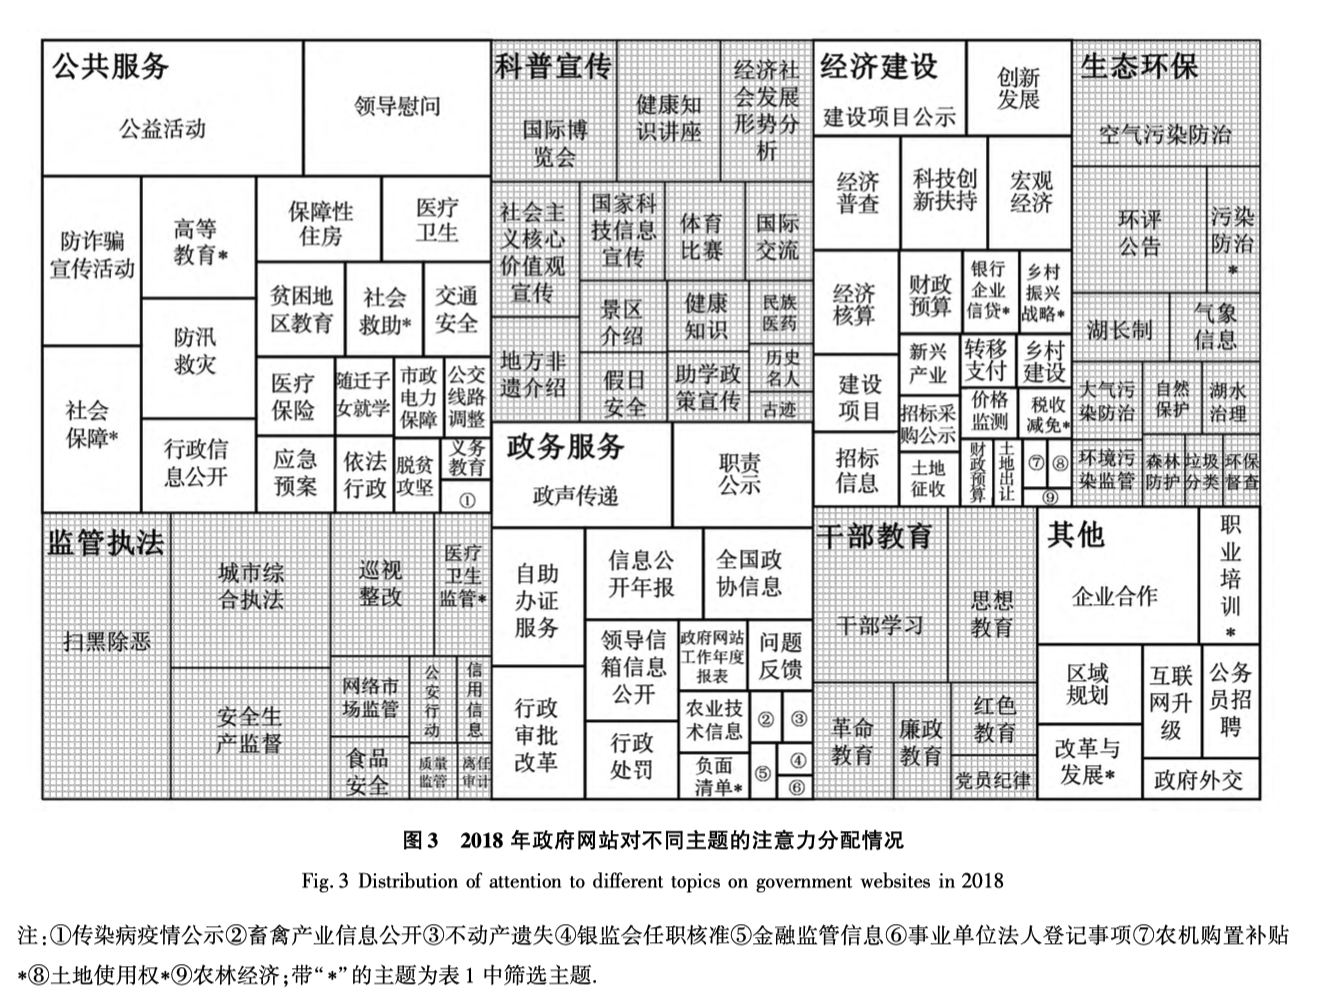 公共服务
公益活动
领导慰问
防诈骗
宣传活动
高等
教育*
保障性
住房
医疗
卫生
贫困地
区教育
社会
救助*
交通
安全
防汛
救灾
社会
保障*
行政信
息公开
医疗
保险
随迁子
女就学
市政
电力
保障
公交
线路
调整
应急
预案
依法
行政
脱贫
攻坚
义务
教育
①
科普宣传
国际博
览会
健康知
识讲座
经济社
会发展
形势分
析
社会主
义核心
价值观
宣传
国家科
技信息
宣传
体育
比赛
国际
交流
景区
介绍
健康
知识
民族
医药
地方非
遗介绍
假日
安全
助学政
策宣传
历史
名人
古迹
经济建设
建设项目公示
创新
发展
经济
普查
科技创
新扶持
宏观
经济
经济
核算
财政
预算
银行
企业
信贷*
乡村
振兴
战略*
新兴
产业
转移
支付
乡村
建设
建设
项目
招标采
购公示
价格
监测
税收
减免*
招标
信息
土地
征收
财政预算
土地出让
⑦
⑧
⑨
生态环保
空气污染防治
环评
公告
污染
防治
*
湖长制
气象
信息
大气污
染防治
自然
保护
湖水
治理
环境污
染监管
森林
防护
垃圾
分类
环保
督查
监管执法
扫黑除恶
城市综
合执法
巡视
整改
医疗
卫生
监管*
安全生
产监督
网络市
场监管
公安行动
信用信息
食品
安全
质量
监管
离任
审计
政务服务
政声传递
职责
公示
自助
办证
服务
信息公
开年报
全国政
协信息
领导信
箱信息
公开
政府网站
工作年度
报表
问题
反馈
行政
审批
改革
农业技
术信息
②
③
行政
处罚
负面
清单*
⑤
④
⑥
干部教育
干部学习
思想
教育
革命
教育
廉政
教育
红色
教育
党员纪律
其他
企业合作
职业培训*
区域
规划
互联
网升
级
公务
员招
聘
改革与
发展*
政府外交
图3 2018年政府网站对不同主题的注意力分配情况
Fig. 3 Distribution of attention to different topics on government websites in 2018
注:①传染病疫情公示②畜禽产业信息公开③不动产遗失④银监会任职核准⑤金融监管信息⑥事业单位法人登记事项⑦农机购置补贴
*⑧土地使用权*⑨农林经济;带“*”的主题为表1中筛选主题.